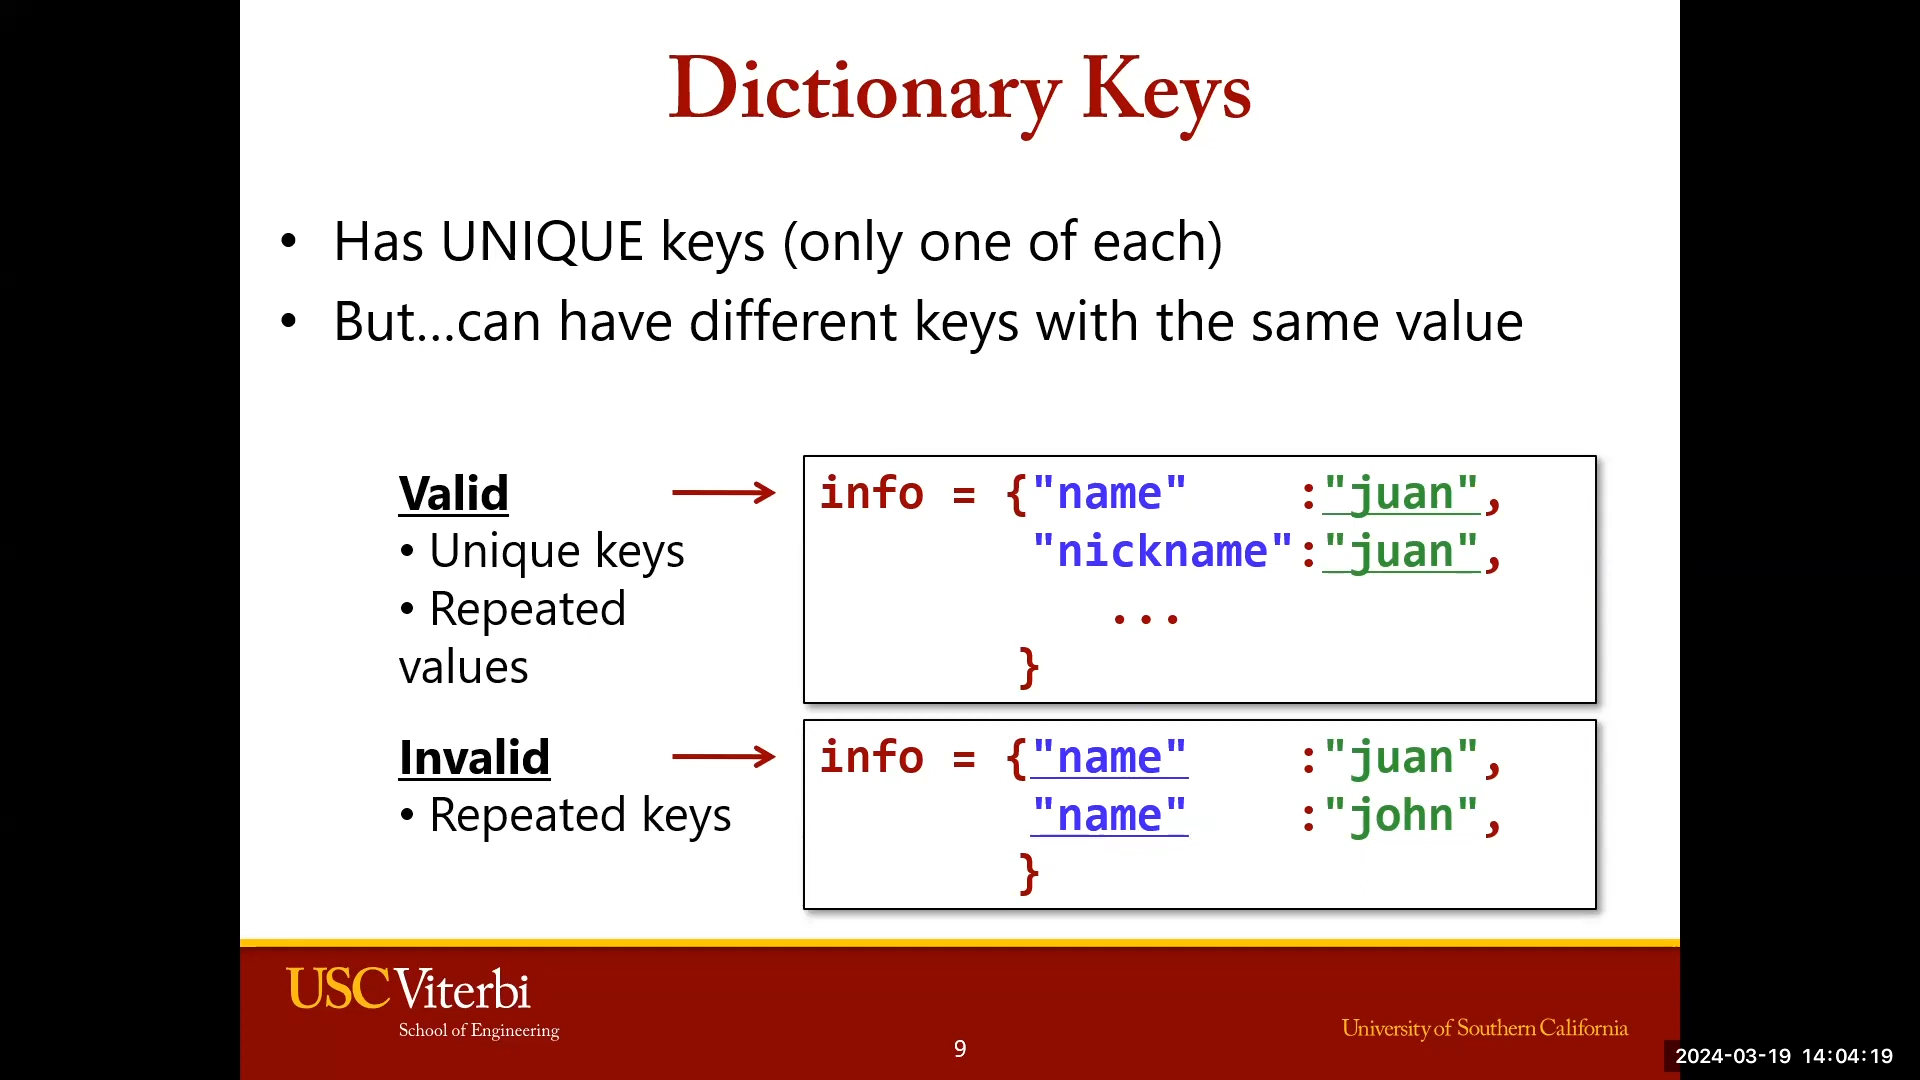 Dictionary Keys
• Has UNIQUE keys (only one of each)
• But...can have different keys with the same value
Valid
• Unique keys
• Repeated
values
info = {"name"    :"juan",
        "nickname":"juan",
           ...
       }
Invalid
• Repeated keys
info = {"name"    :"juan",
        "name"    :"john",
       }
USC Viterbi
School of Engineering
9
University of Southern California
2024-03-19 14:04:19